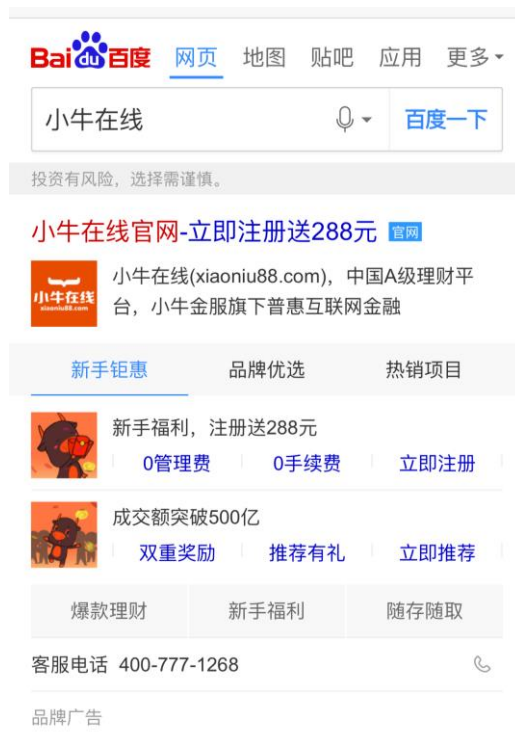 Bai du 百度 网页 地图 贴吧 应用 更多
小牛在线 百度一下
投资有风险，选择需谨慎。
小牛在线官网-立即注册送288元 官网
小牛在线
xiaoniu88.com
小牛在线(xiaoniu88.com)，中国A级理财平
台，小牛金服旗下普惠互联网金融
新手钜惠 品牌优选 热销项目
新手福利，注册送288元
0管理费 0手续费 立即注册
成交额突破500亿
双重奖励 推荐有礼 立即推荐
爆款理财 新手福利 随存随取
客服电话 400-777-1268
品牌广告